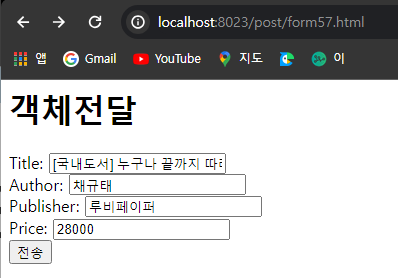 localhost:8023/post/form57.html
앱 Gmail YouTube 지도 이
객체전달
Title: [국내도서] 누구나 끝까지
Author: 채규태
Publisher: 루비페이퍼
Price: 28000
전송